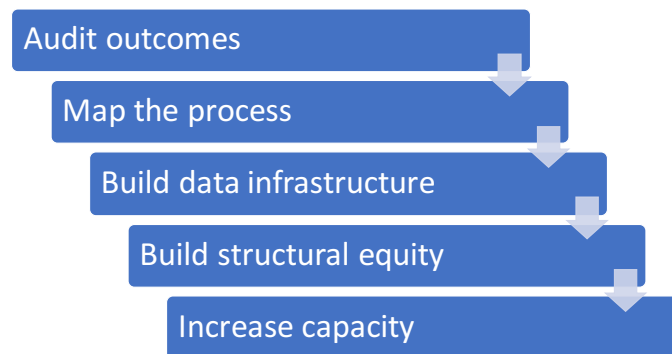 Audit outcomes
Map the process
Build data infrastructure
Build structural equity
Increase capacity